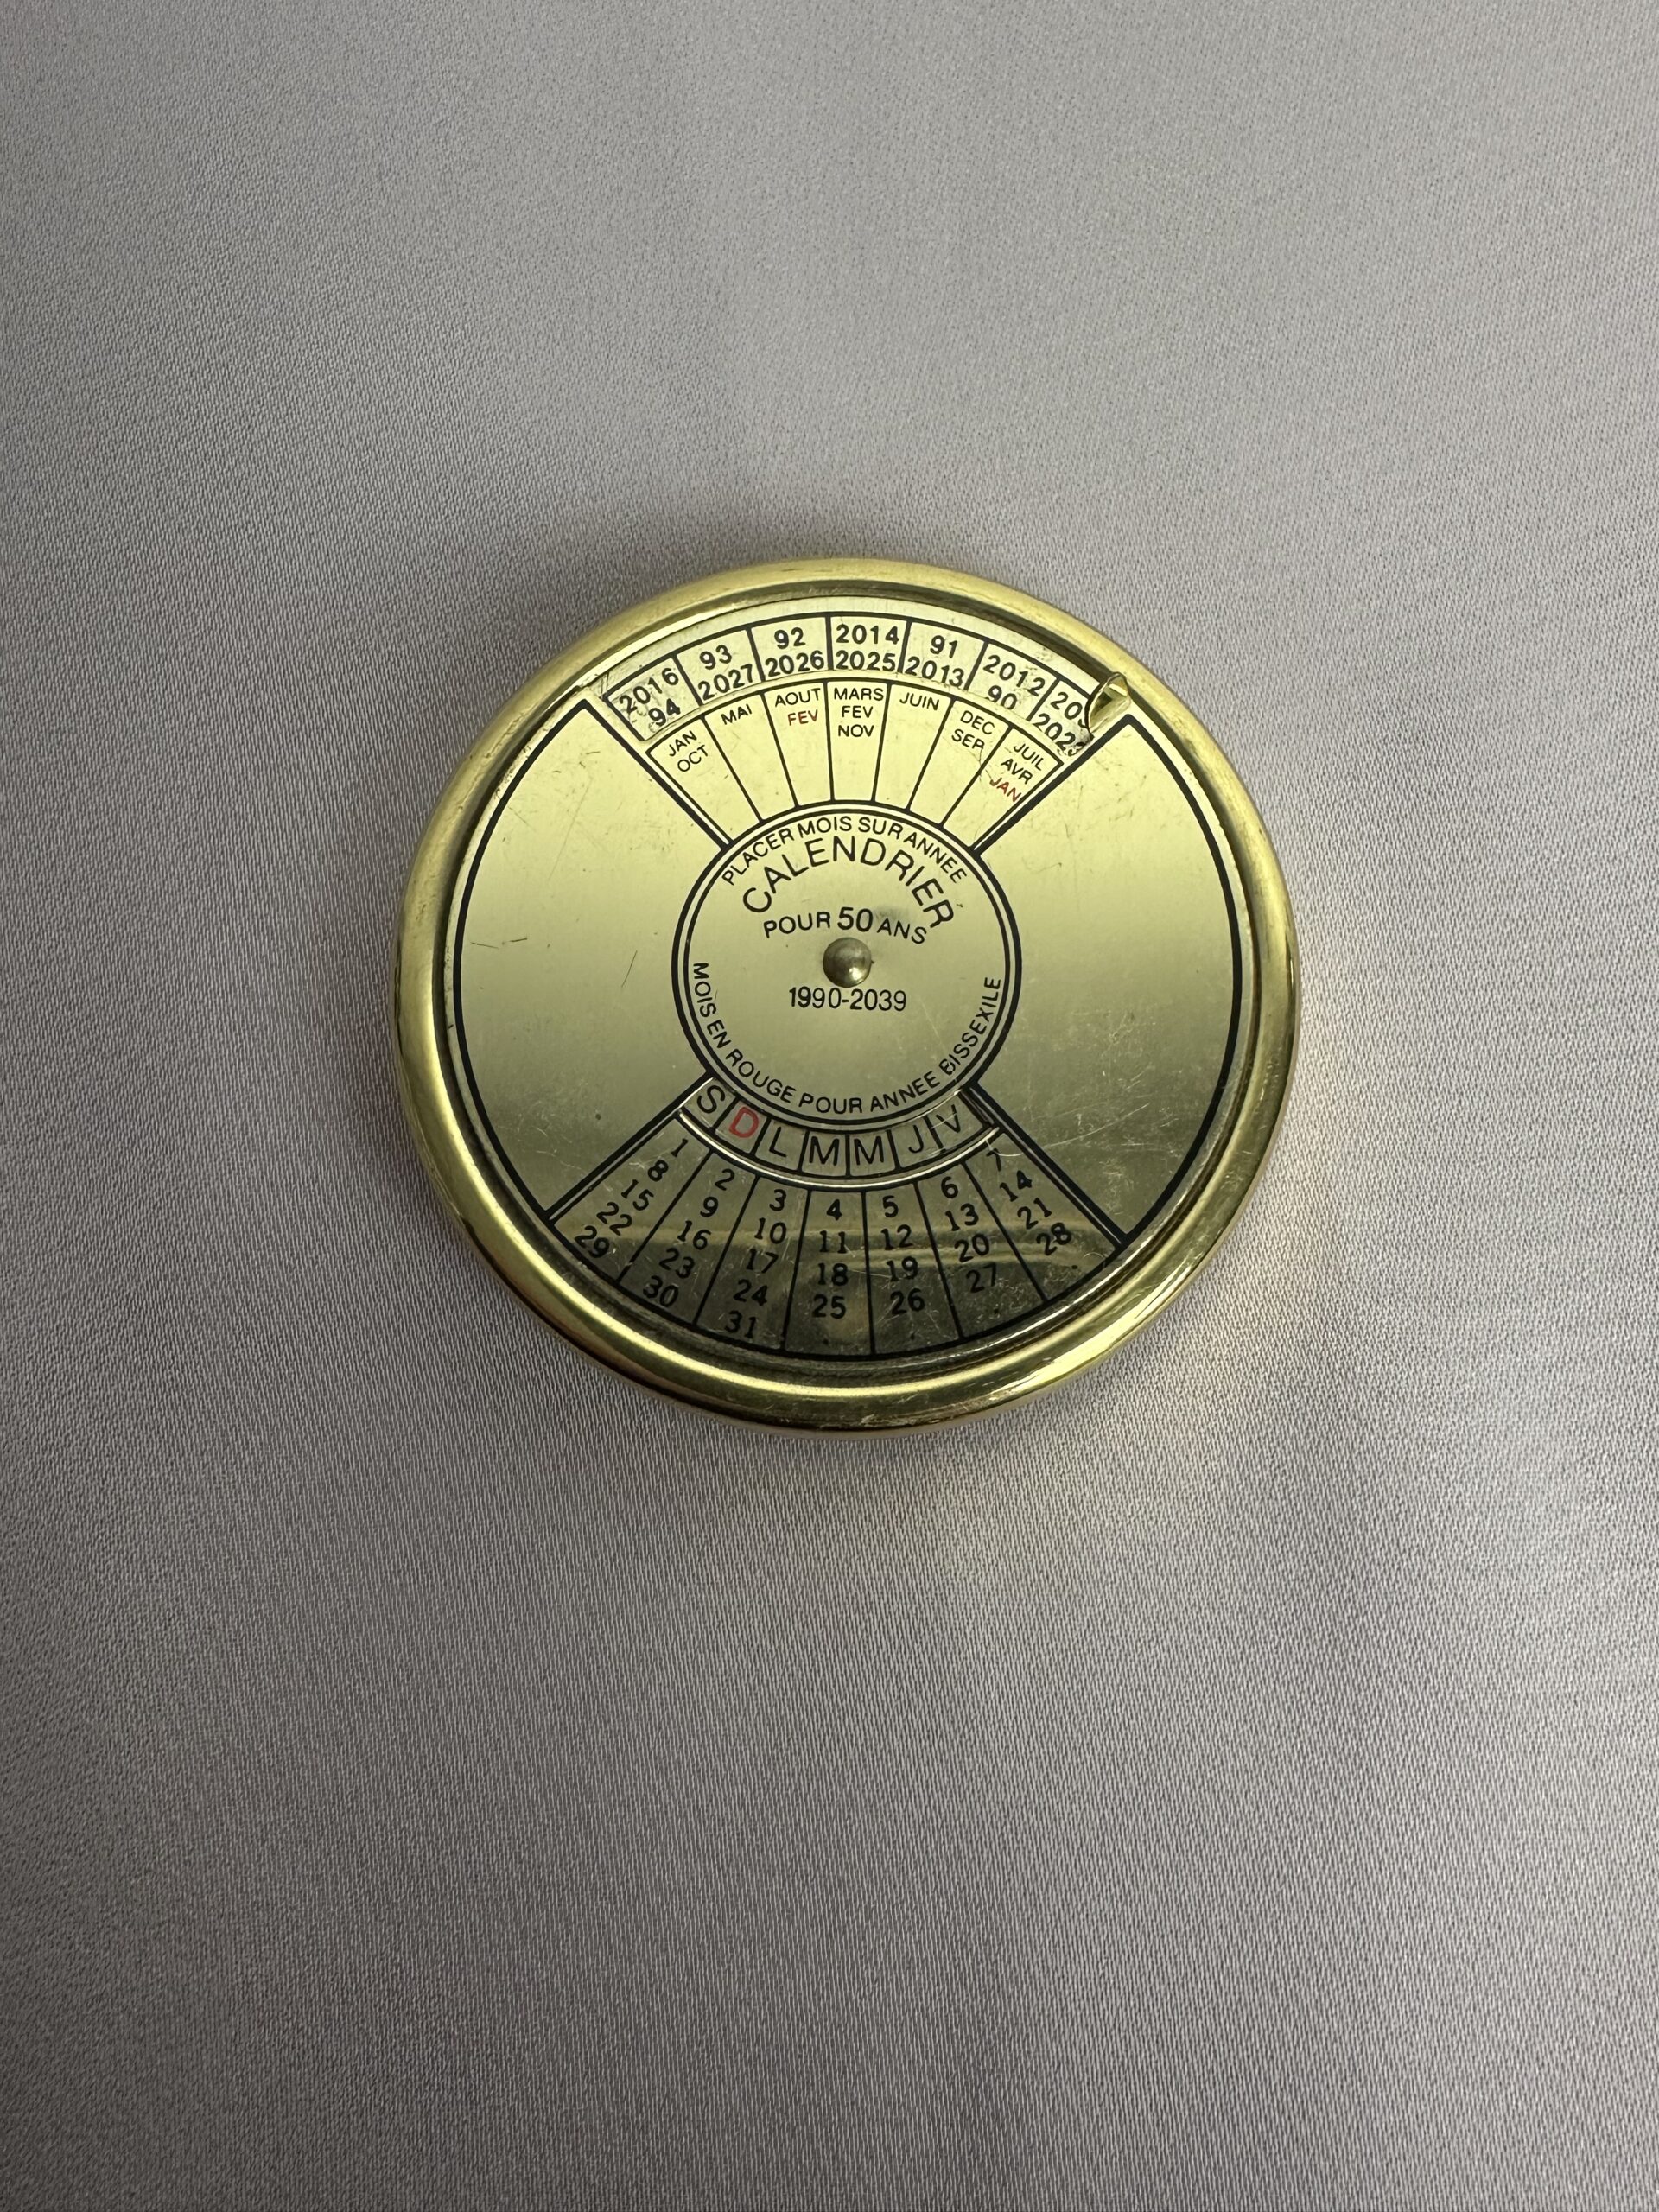 2016 93 92 2014 91 2012
94 2027 2026 2025 2013 90
JAN MAI AOUT MARS JUIN DEC JUIL
OCT FEV FEV SEP AVR
NOV JAN
PLACER MOIS SUR ANNEE
CALENDRIER
POUR 50 ANS
1990-2039
MOIS EN ROUGE POUR ANNEE BISSEXILE
S D L M M J V
1 2 3 4 5 6 7
8 9 10 11 12 13 14
15 16 17 18 19 20 21
22 23 24 25 26 27 28
29 30 31